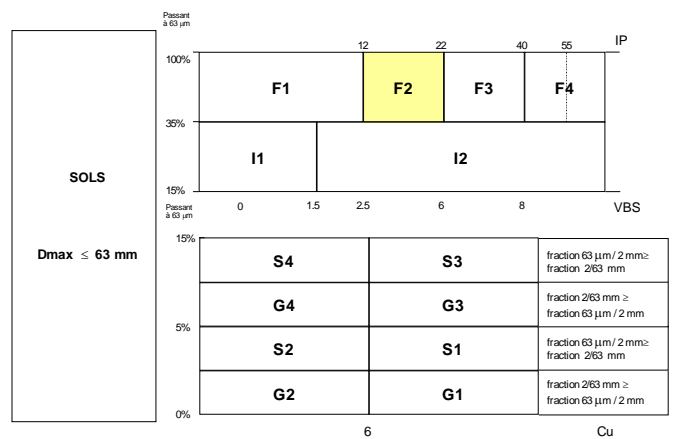 Passant
à 63 µm
12 22 40 55 IP
100%
F1 F2 F3 F4
35%
I1 I2
SOLS
15%
Passant
à 63 µm
0 1.5 2.5 6 8 VBS
15%
Dmax ≤ 63 mm
S4 S3 fraction 63 µm / 2 mm≥
fraction 2/63 mm
G4 G3 fraction 2/63 mm ≥
fraction 63 µm / 2 mm
5%
S2 S1 fraction 63 µm / 2 mm≥
fraction 2/63 mm
G2 G1 fraction 2/63 mm ≥
fraction 63 µm / 2 mm
0%
6 Cu